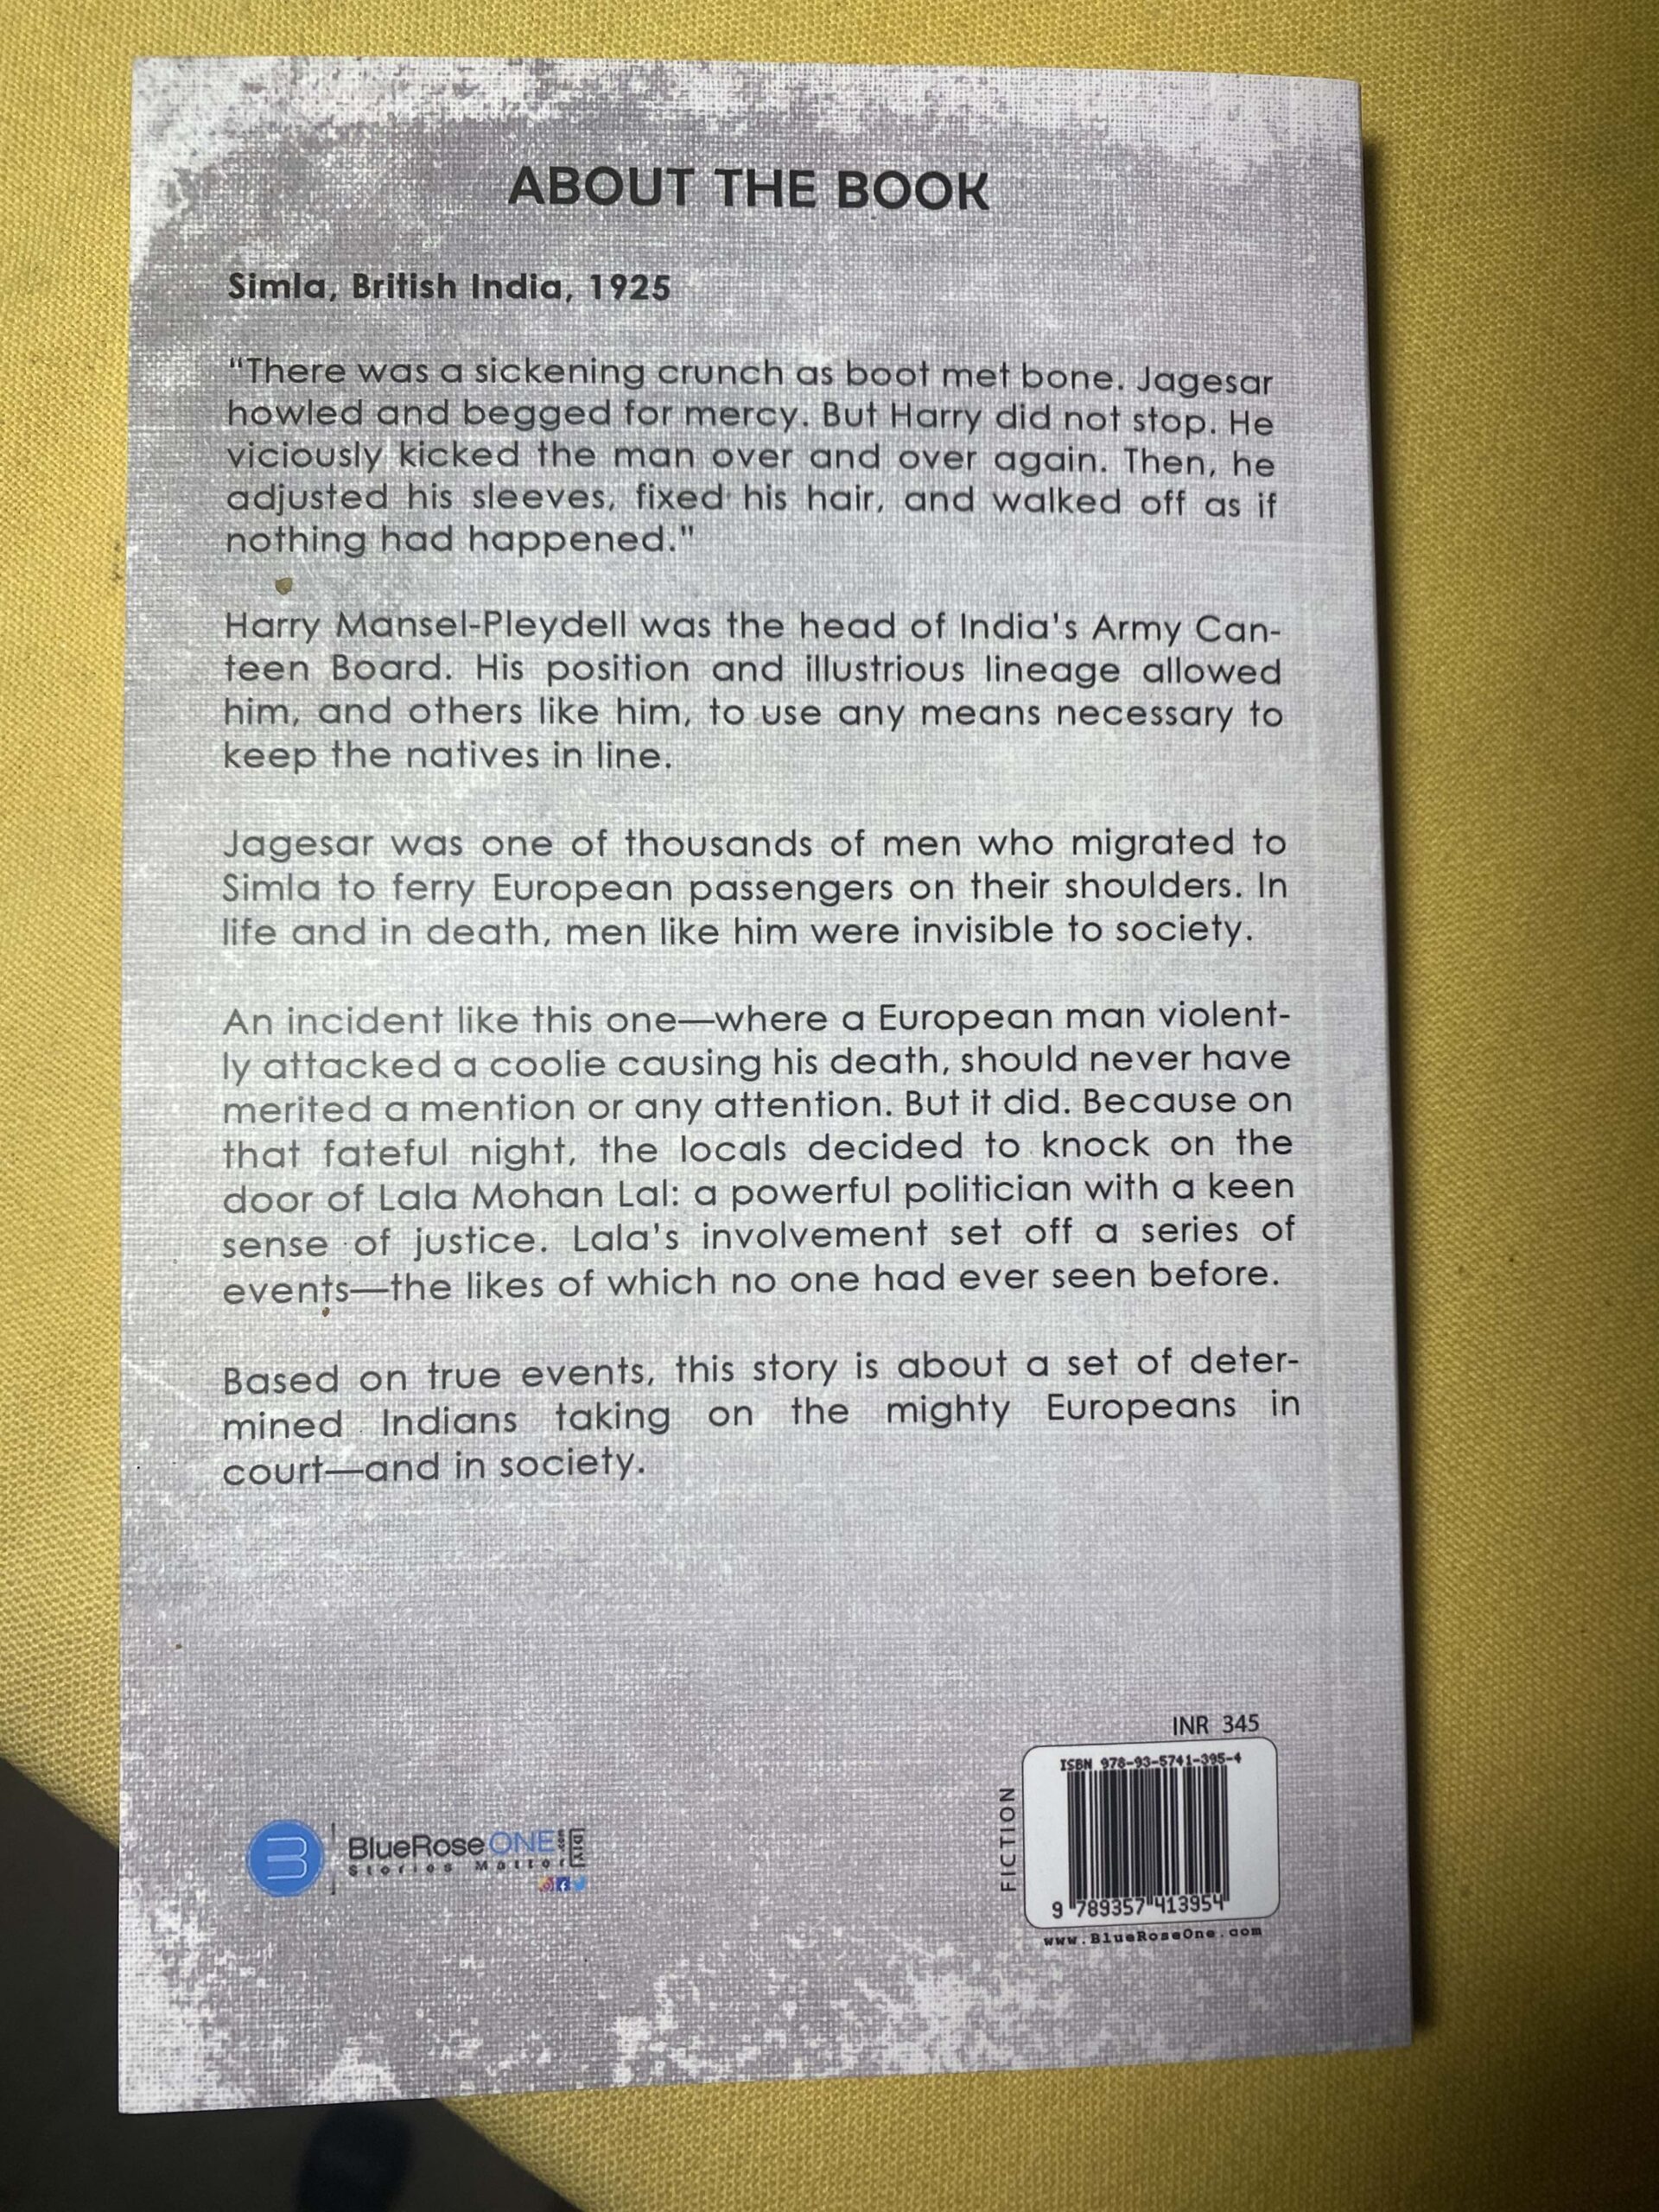 ABOUT THE BOOK
Simla, British India, 1925
"There was a sickening crunch as boot met bone. Jagesar
howled and begged for mercy. But Harry did not stop. He
viciously kicked the man over and over again. Then, he
adjusted his sleeves, fixed his hair, and walked off as if
nothing had happened."
Harry Mansel-Pleydell was the head of India's Army Can-
teen Board. His position and illustrious lineage allowed
him, and others like him, to use any means necessary to
keep the natives in line.
Jagesar was one of thousands of men who migrated to
Simla to ferry European passengers on their shoulders. In
life and in death, men like him were invisible to society.
An incident like this one—where a European man violent-
ly attacked a coolie causing his death, should never have
merited a mention or any attention. But it did. Because on
that fateful night, the locals decided to knock on the
door of Lala Mohan Lal: a powerful politician with a keen
sense of justice. Lala's involvement set off a series of
events—the likes of which no one had ever seen before.
Based on true events, this story is about a set of deter-
mined Indians taking on the mighty Europeans in
court—and in society.
INR 345
ISBN 978-93-5741-395-4
FICTION
9 789357 413954
www.BlueRoseOne.com
BlueRoseONE.com
Stories Matter